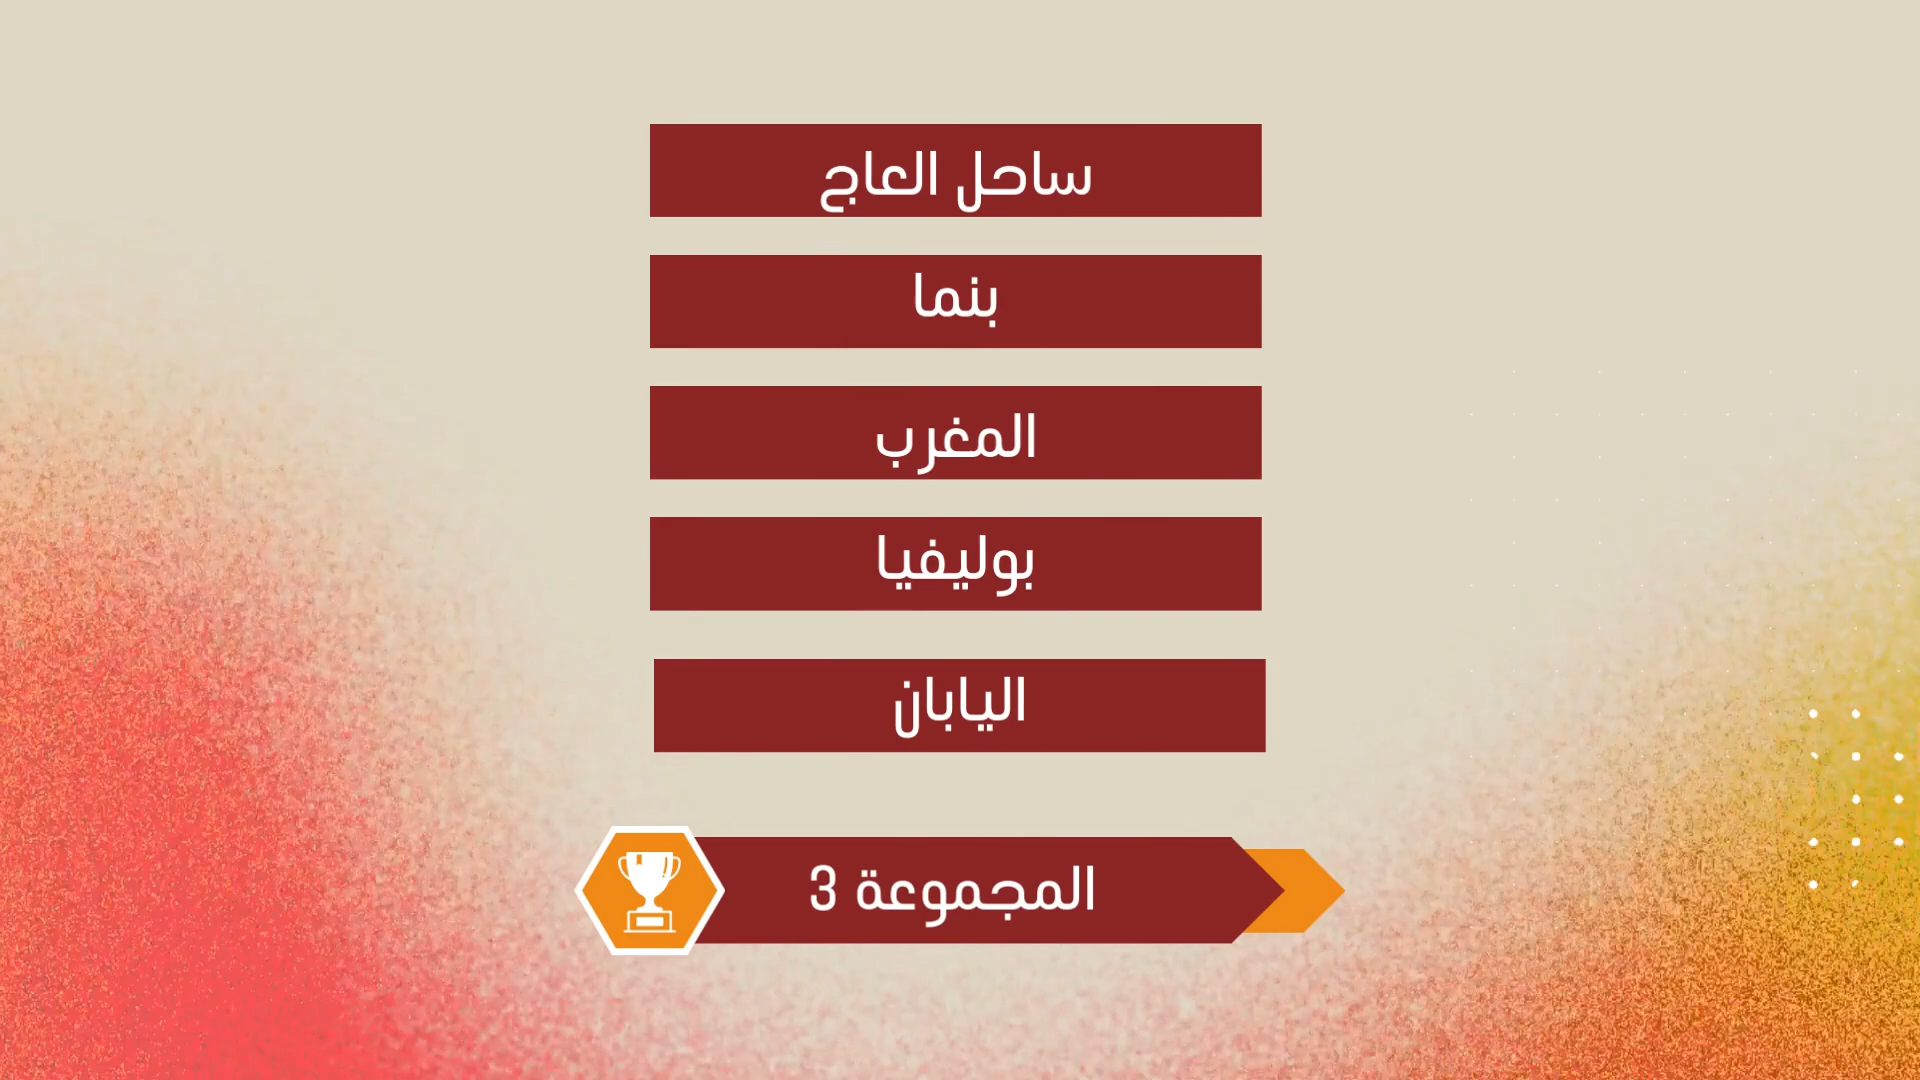 ساحل العاج
بنما
المغرب
بوليفيا
اليابان
المجموعة 3